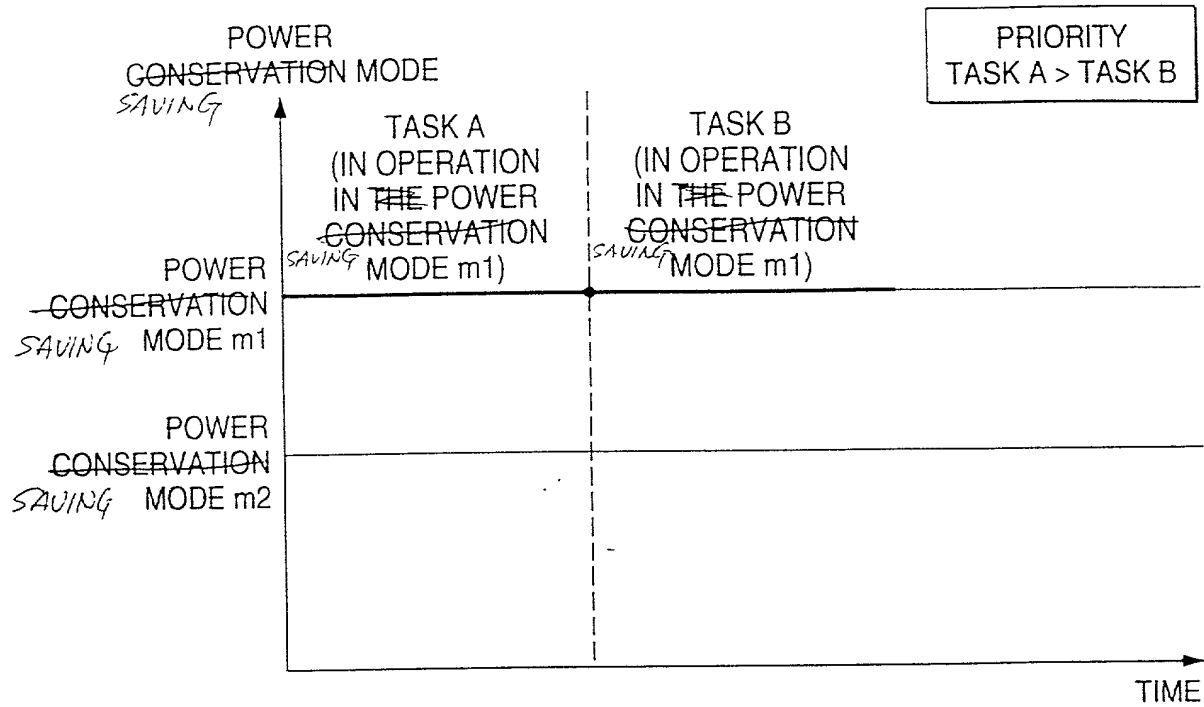 POWER
CONSERVATION MODE
SAVING
PRIORITY
TASK A > TASK B
TASK A
(IN OPERATION
IN THE POWER
CONSERVATION
SAVING MODE m1)
TASK B
(IN OPERATION
IN THE POWER
CONSERVATION
SAVING MODE m1)
POWER
CONSERVATION
SAVING MODE m1
POWER
CONSERVATION
SAVING MODE m2
TIME